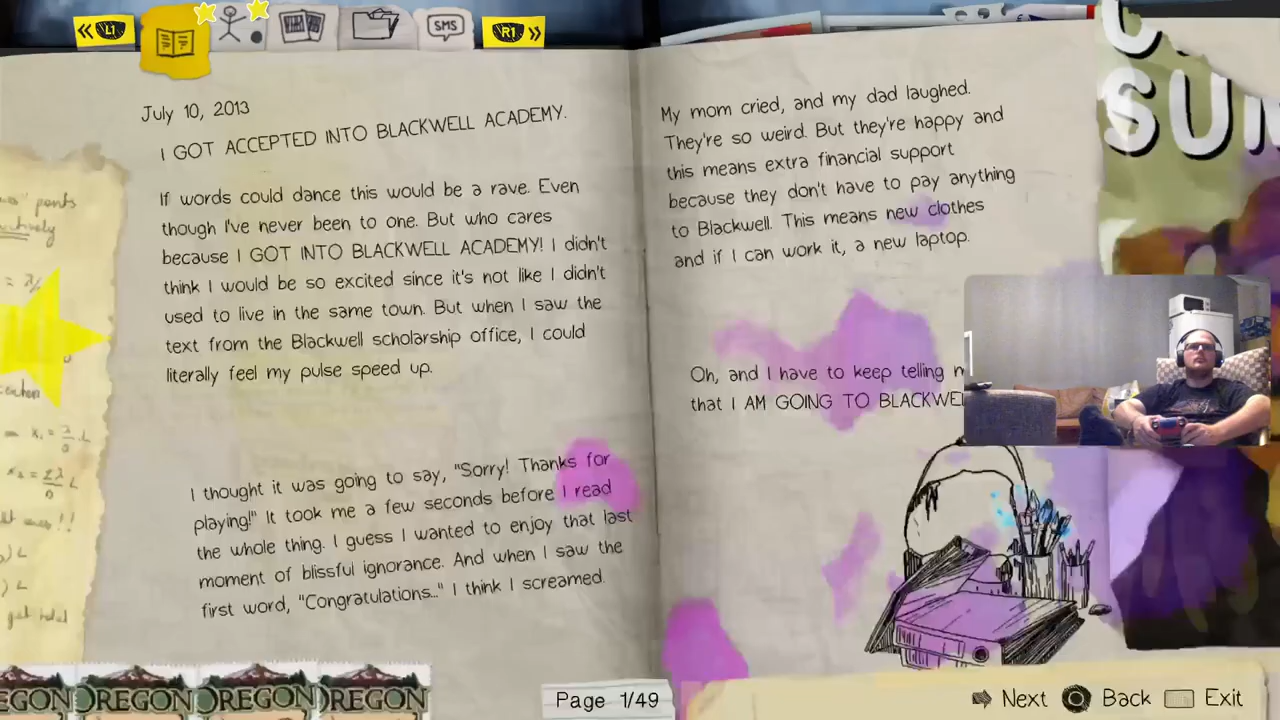 L1
SMS
R1
July 10, 2013
I GOT ACCEPTED INTO BLACKWELL ACADEMY.
If words could dance this would be a rave. Even
though I've never been to one. But who cares
because I GOT INTO BLACKWELL ACADEMY! I didn't
think I would be so excited since it's not like I didn't
used to live in the same town. But when I saw the
text from the Blackwell scholarship office, I could
literally feel my pulse speed up.
I thought it was going to say, "Sorry! Thanks for
playing!" It took me a few seconds before I read
the whole thing. I guess I wanted to enjoy that last
moment of blissful ignorance. And when I saw the
first word, "Congratulations..." I think I screamed.
My mom cried, and my dad laughed.
They're so weird. But they're happy and
this means extra financial support
because they don't have to pay anything
to Blackwell. This means new clothes
and if I can work it, a new laptop.
Oh, and I have to keep telling
that I AM GOING TO
OREGON OREGON OREGON
Page 1/49
Next Back Exit